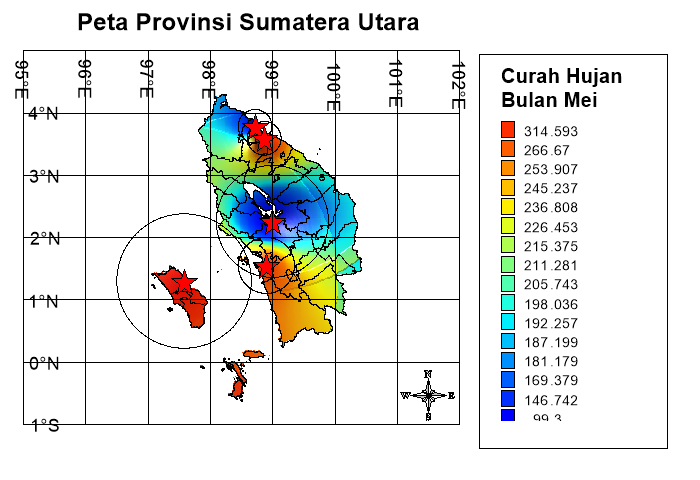 Peta Provinsi Sumatera Utara
95°E
96°E
97°E
98°E
99°E
100°E
101°E
102°E
4°N
3°N
2°N
1°N
0°N
1°S
N
W
E
S
Curah Hujan
Bulan Mei
314.593
266.67
253.907
245.237
236.808
226.453
215.375
211.281
205.743
198.036
192.257
187.199
181.179
169.379
146.742
99.3